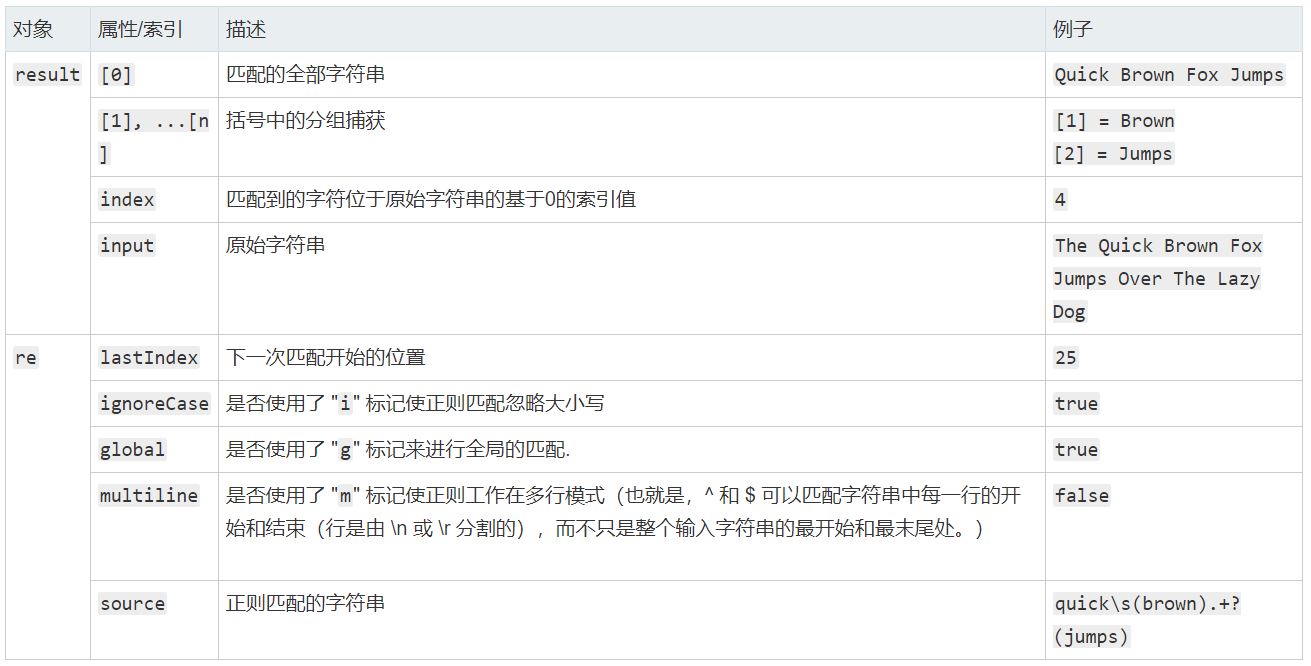 对象 属性/索引 描述 例子
result [0] 匹配的全部字符串 Quick Brown Fox Jumps
[1], ...[n 括号中的分组捕获 [1] = Brown
] [2] = Jumps
index 匹配到的字符位于原始字符串的基于0的索引值 4
input 原始字符串 The Quick Brown Fox
Jumps Over The Lazy
Dog
re lastIndex 下一次匹配开始的位置 25
ignoreCase 是否使用了 "i" 标记使正则匹配忽略大小写 true
global 是否使用了 "g" 标记来进行全局的匹配. true
multiline 是否使用了 "m" 标记使正则工作在多行模式（也就是，^ 和 $ 可以匹配字符串中每一行的开 false
始和结束（行是由 \n 或 \r 分割的），而不只是整个输入字符串的最开始和最末尾处。）
source 正则匹配的字符串 quick\s(brown).+?
(jumps)